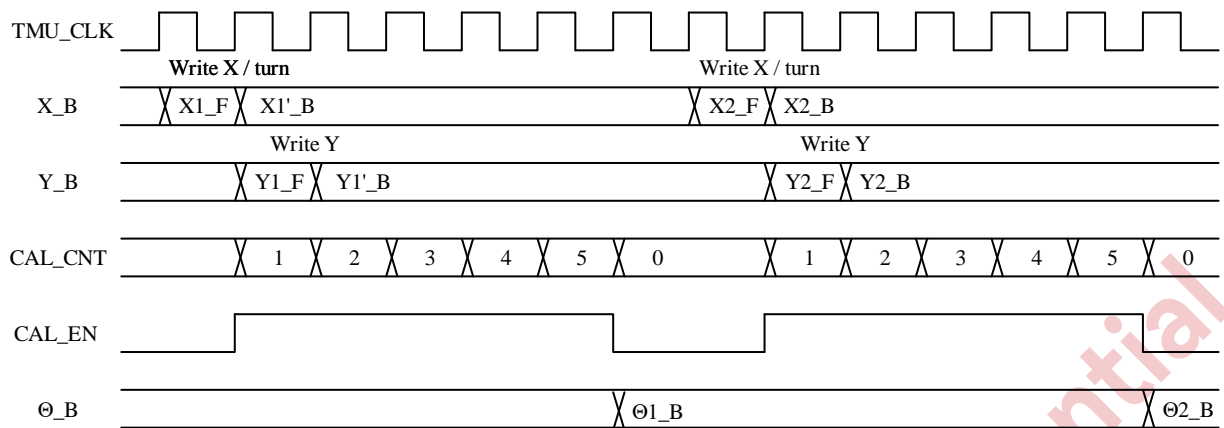 TMU_CLK
Write X / turn Write X / turn
X_B X1_F X1'_B X2_F X2_B
Write Y Write Y
Y_B Y1_F Y1'_B Y2_F Y2_B
CAL_CNT 1 2 3 4 5 0 1 2 3 4 5 0
CAL_EN
Θ_B Θ1_B Θ2_B
ntial